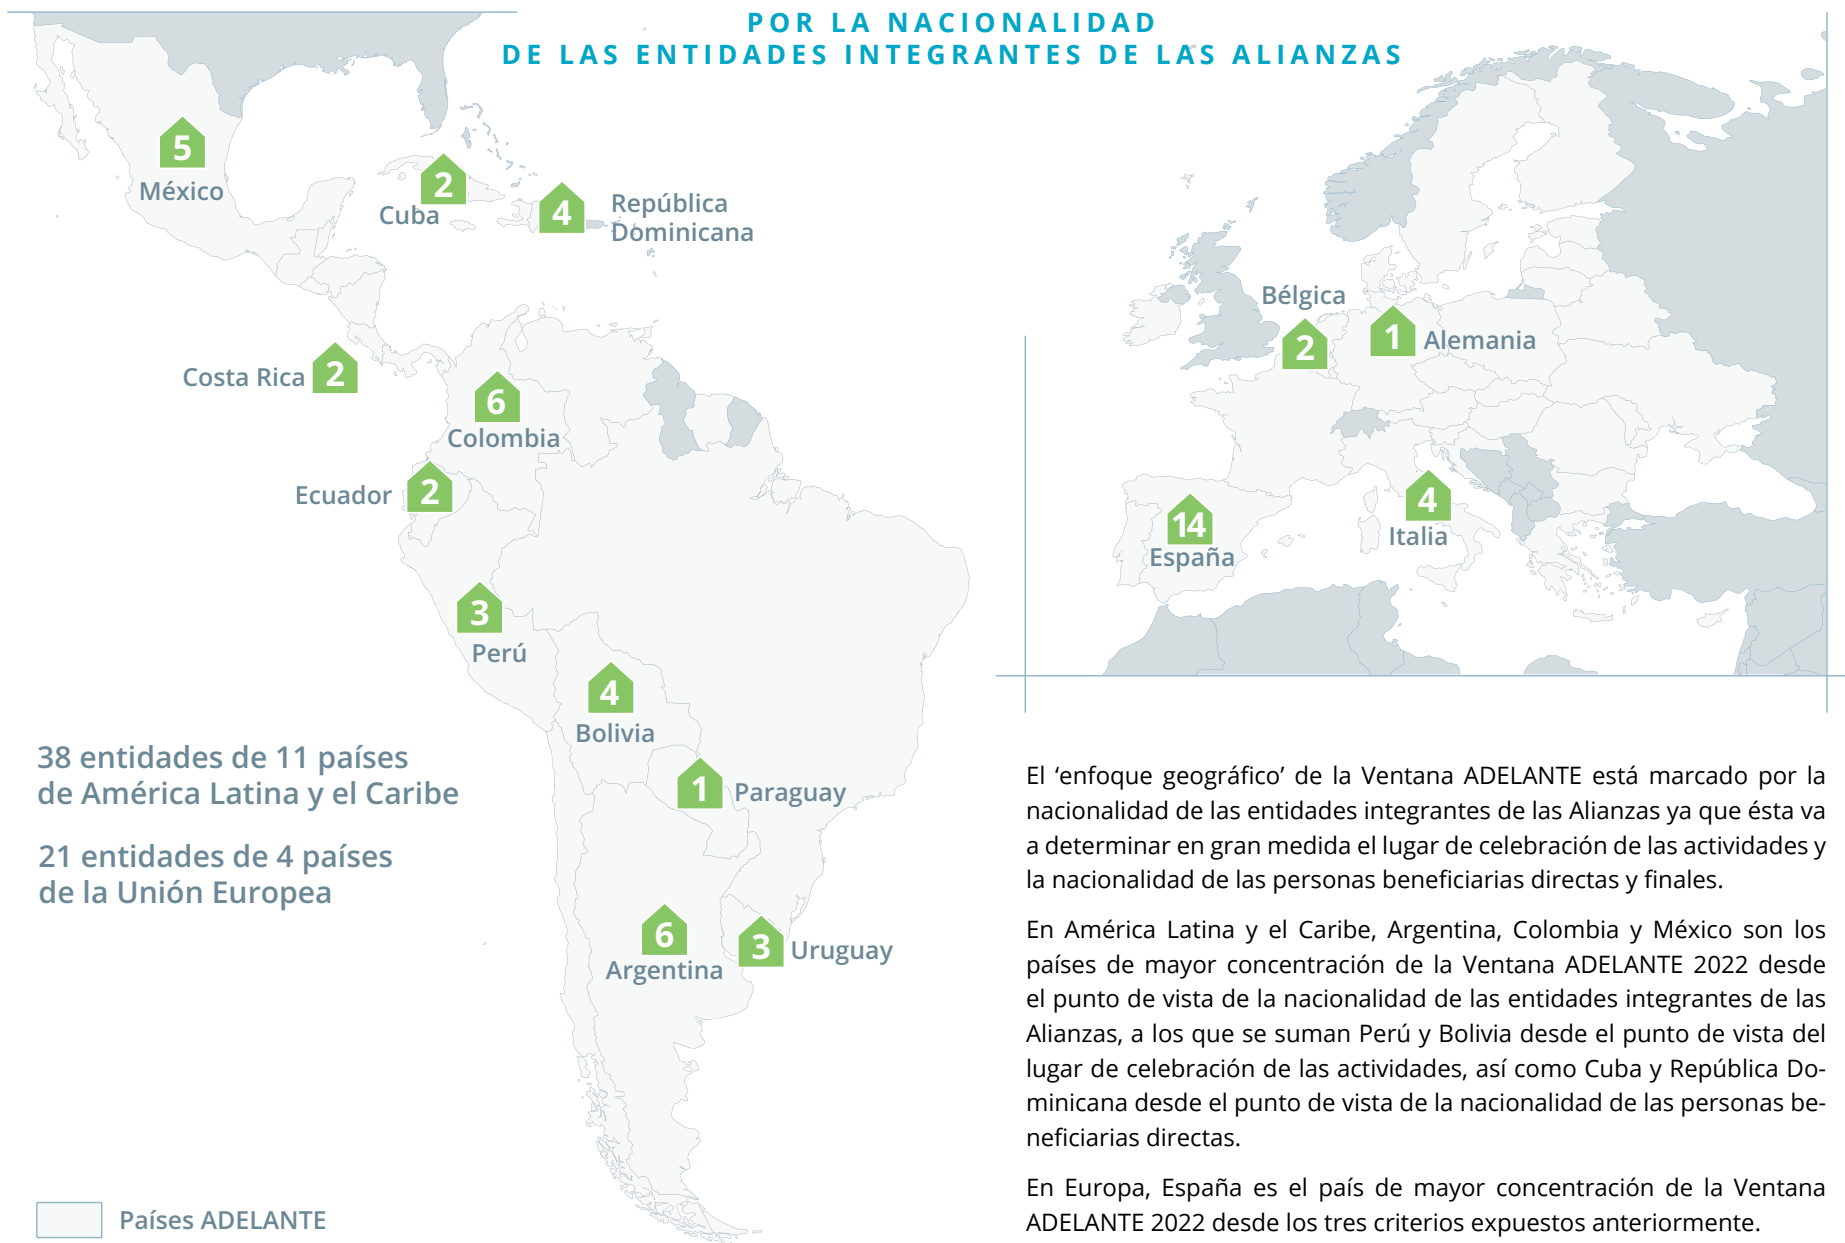 POR LA NACIONALIDAD
DE LAS ENTIDADES INTEGRANTES DE LAS ALIANZAS
5
México
2
Cuba
4
República
Dominicana
Costa Rica
2
6
Colombia
Ecuador
2
3
Perú
4
Bolivia
1
Paraguay
6
Argentina
3
Uruguay
Bélgica
2
1
Alemania
14
España
4
Italia
38 entidades de 11 países
de América Latina y el Caribe
21 entidades de 4 países
de la Unión Europea
Países ADELANTE
El ‘enfoque geográfico’ de la Ventana ADELANTE está marcado por la
nacionalidad de las entidades integrantes de las Alianzas ya que ésta va
a determinar en gran medida el lugar de celebración de las actividades y
la nacionalidad de las personas beneficiarias directas y finales.
En América Latina y el Caribe, Argentina, Colombia y México son los
países de mayor concentración de la Ventana ADELANTE 2022 desde
el punto de vista de la nacionalidad de las entidades integrantes de las
Alianzas, a los que se suman Perú y Bolivia desde el punto de vista del
lugar de celebración de las actividades, así como Cuba y República Do-
minicana desde el punto de vista de la nacionalidad de las personas be-
neficiarias directas.
En Europa, España es el país de mayor concentración de la Ventana
ADELANTE 2022 desde los tres criterios expuestos anteriormente.